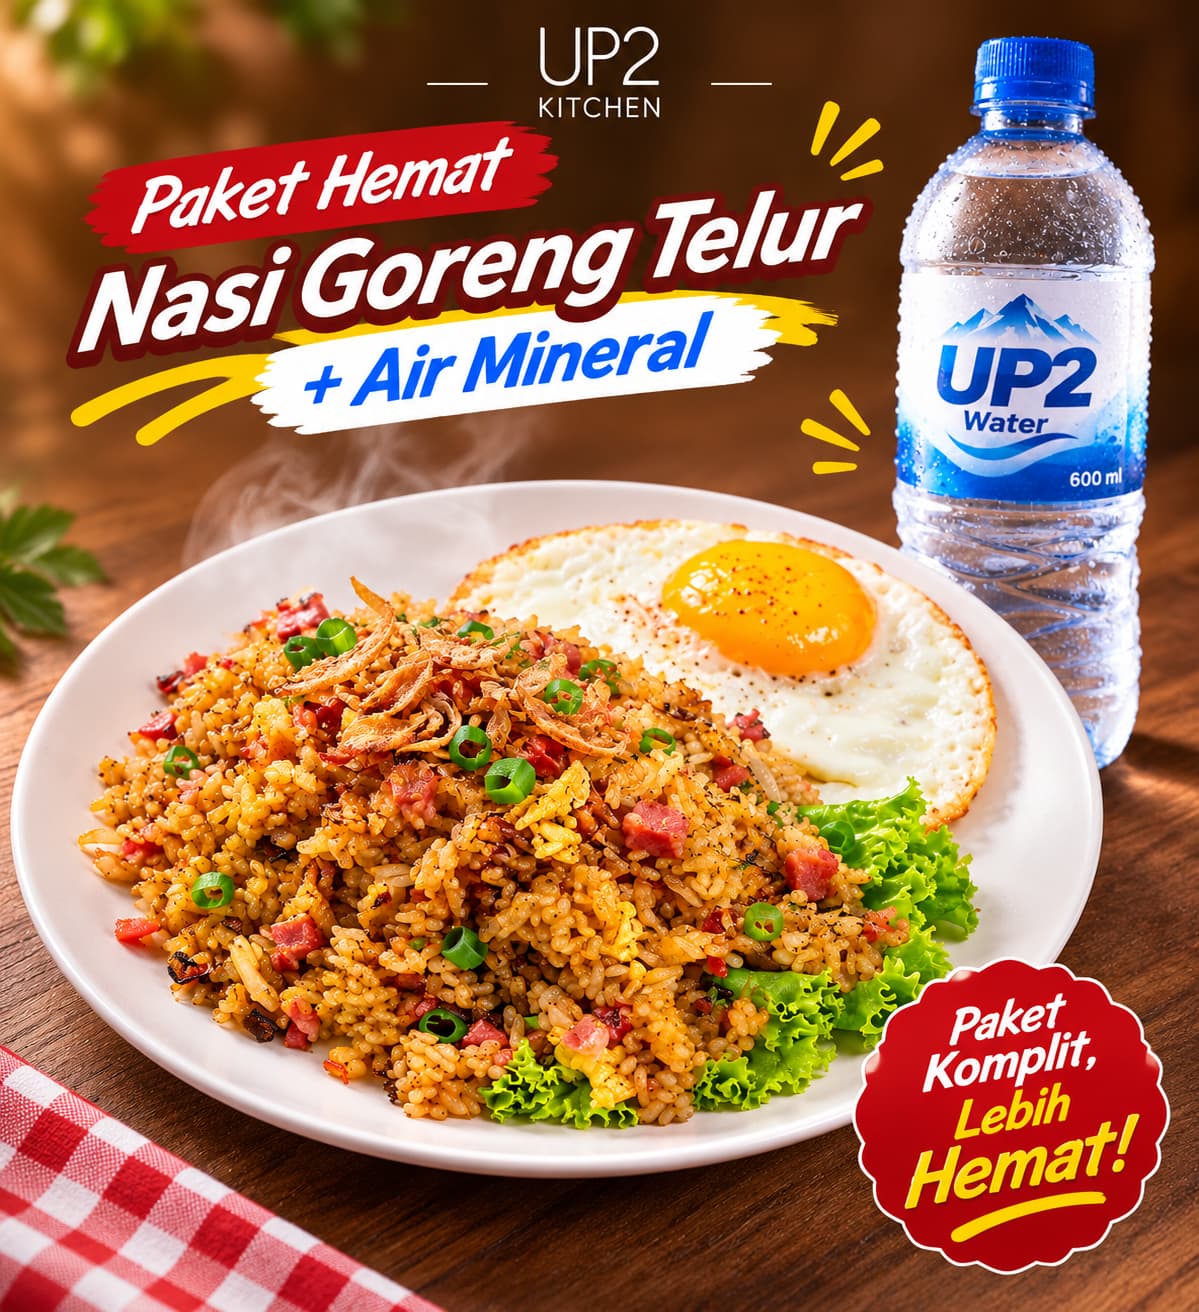 UP2
KITCHEN
Paket Hemat
Nasi Goreng Telur
+ Air Mineral
UP2
Water
600 ml
Paket
Komplit,
Lebih
Hemat!